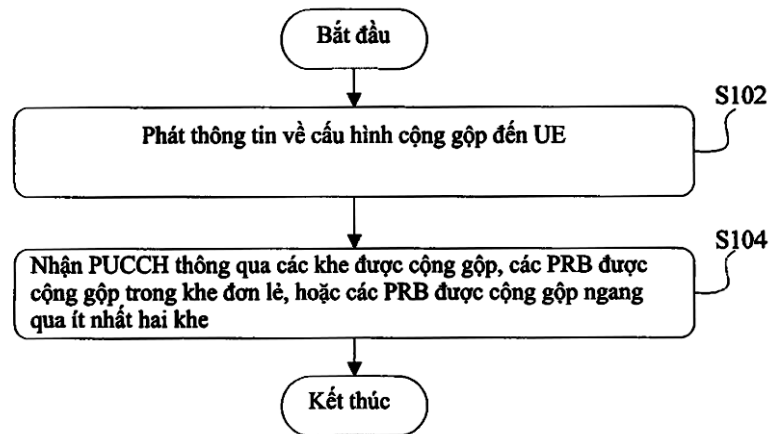 Bắt đầu
S102
Phát thông tin về cấu hình cộng gộp đến UE
S104
Nhận PUCCH thông qua các khe được cộng gộp, các PRB được
cộng gộp trong khe đơn lẻ, hoặc các PRB được cộng gộp ngang
qua ít nhất hai khe
Kết thúc